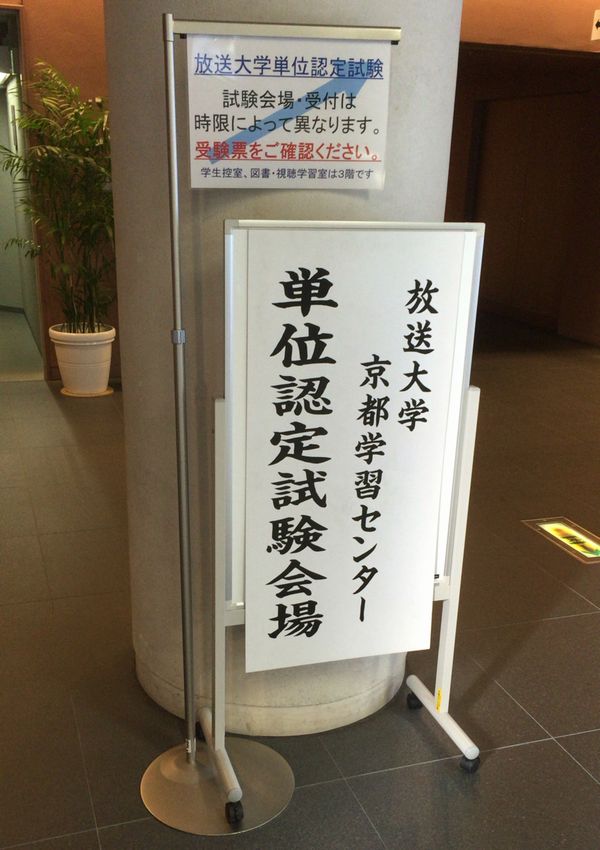 放送大学単位認定試験
試験会場・受付は
時限によって異なります。
受験票をご確認ください。
学生控室、図書・視聴学習室は3階です
放送大学
京都学習センター
単位認定試験会場